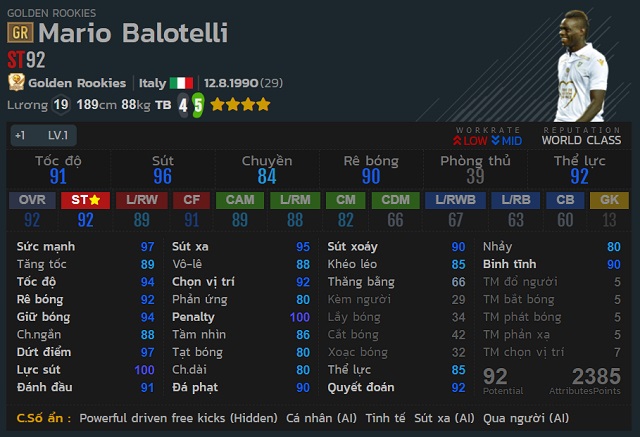 GOLDEN ROOKIES
GR Mario Balotelli
ST92
Golden Rookies Italy 12.8.1990 (29)
Lương 19 189cm 88kg TB 4 5
+1 LV.1
WORKRATE REPUTATION
LOW MID WORLD CLASS
Tốc độ Sút Chuyền Rê bóng Phòng thủ Thể lực
91 96 84 90 39 92
OVR ST L/RW CF CAM L/RM CM CDM L/RWB L/RB CB GK
92 92 89 91 89 88 82 66 67 63 60 13
Sức mạnh 97 Sút xa 95 Sút xoáy 90 Nhảy 80
Tăng tốc 89 Vô-lê 88 Khéo léo 85 Bình tĩnh 90
Tốc độ 94 Chọn vị trí 92 Thăng bằng 66 TM đổ người 5
Rê bóng 92 Phản ứng 80 Kèm người 29 TM bắt bóng 5
Giữ bóng 94 Penalty 100 Lấy bóng 34 TM phát bóng 5
Ch.ngắn 88 Tầm nhìn 86 Cắt bóng 42 TM phản xạ 5
Dứt điểm 97 Tạt bóng 80 Xoạc bóng 32 TM chọn vị trí 7
Lực sút 100 Ch.dài 80 Thể lực 85 92 2385
Đánh đầu 91 Đá phạt 90 Quyết đoán 92 Potential AttributesPoints
C.Số ẩn : Powerful driven free kicks (Hidden) Cá nhân (AI) Tinh tế Sút xa (AI) Qua người (AI)